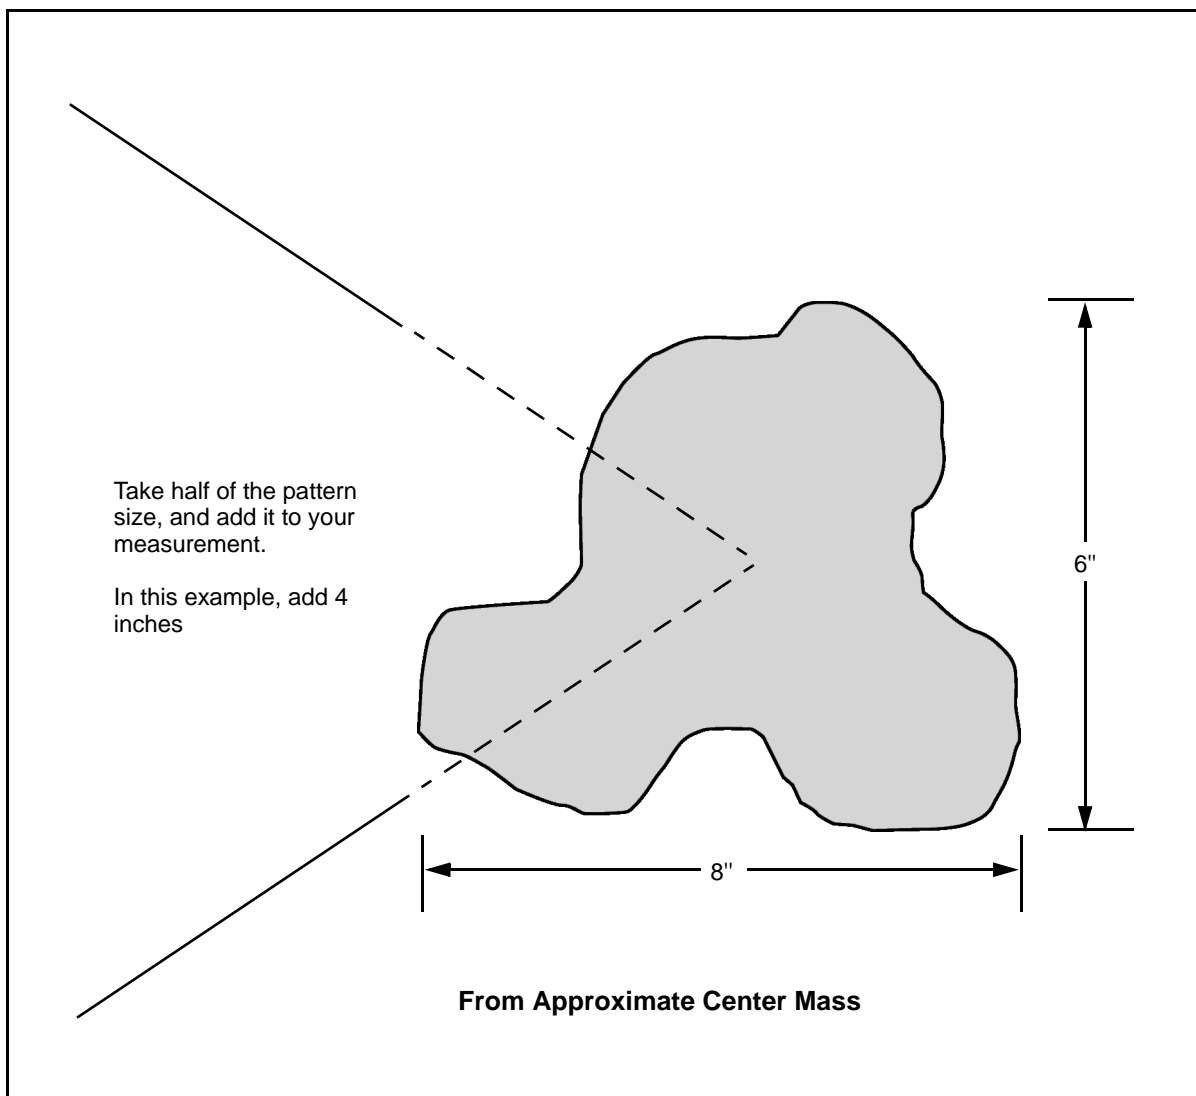 Take half of the pattern
size, and add it to your
measurement.
In this example, add 4
inches
6"
8"
From Approximate Center Mass